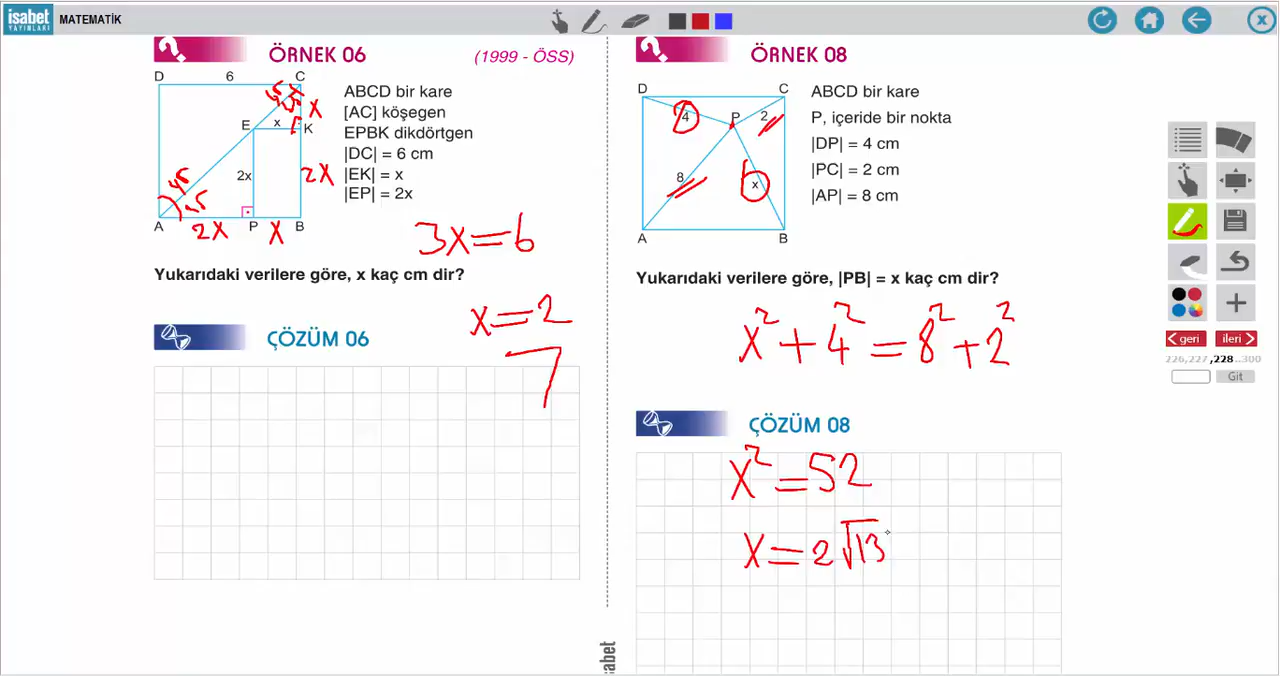 isabet
YAYINLARI
MATEMATİK
ÖRNEK 06
(1999 - ÖSS)
D 6 C
45
45
x
E x K
45
2x 2x
45
A 2x P x B
ABCD bir kare
[AC] köşegen
EPBK dikdörtgen
|DC| = 6 cm
|EK| = x
|EP| = 2x
3x=6
Yukarıdaki verilere göre, x kaç cm dir?
x=2
ÇÖZÜM 06
ÖRNEK 08
D C
4 P 2
8 x
A B
ABCD bir kare
P, içeride bir nokta
|DP| = 4 cm
|PC| = 2 cm
|AP| = 8 cm
Yukarıdaki verilere göre, |PB| = x kaç cm dir?
x²+4²=8²+2²
ÇÖZÜM 08
x²=52
x=2√13
isabet
geri ileri
226,227,228...300
Git